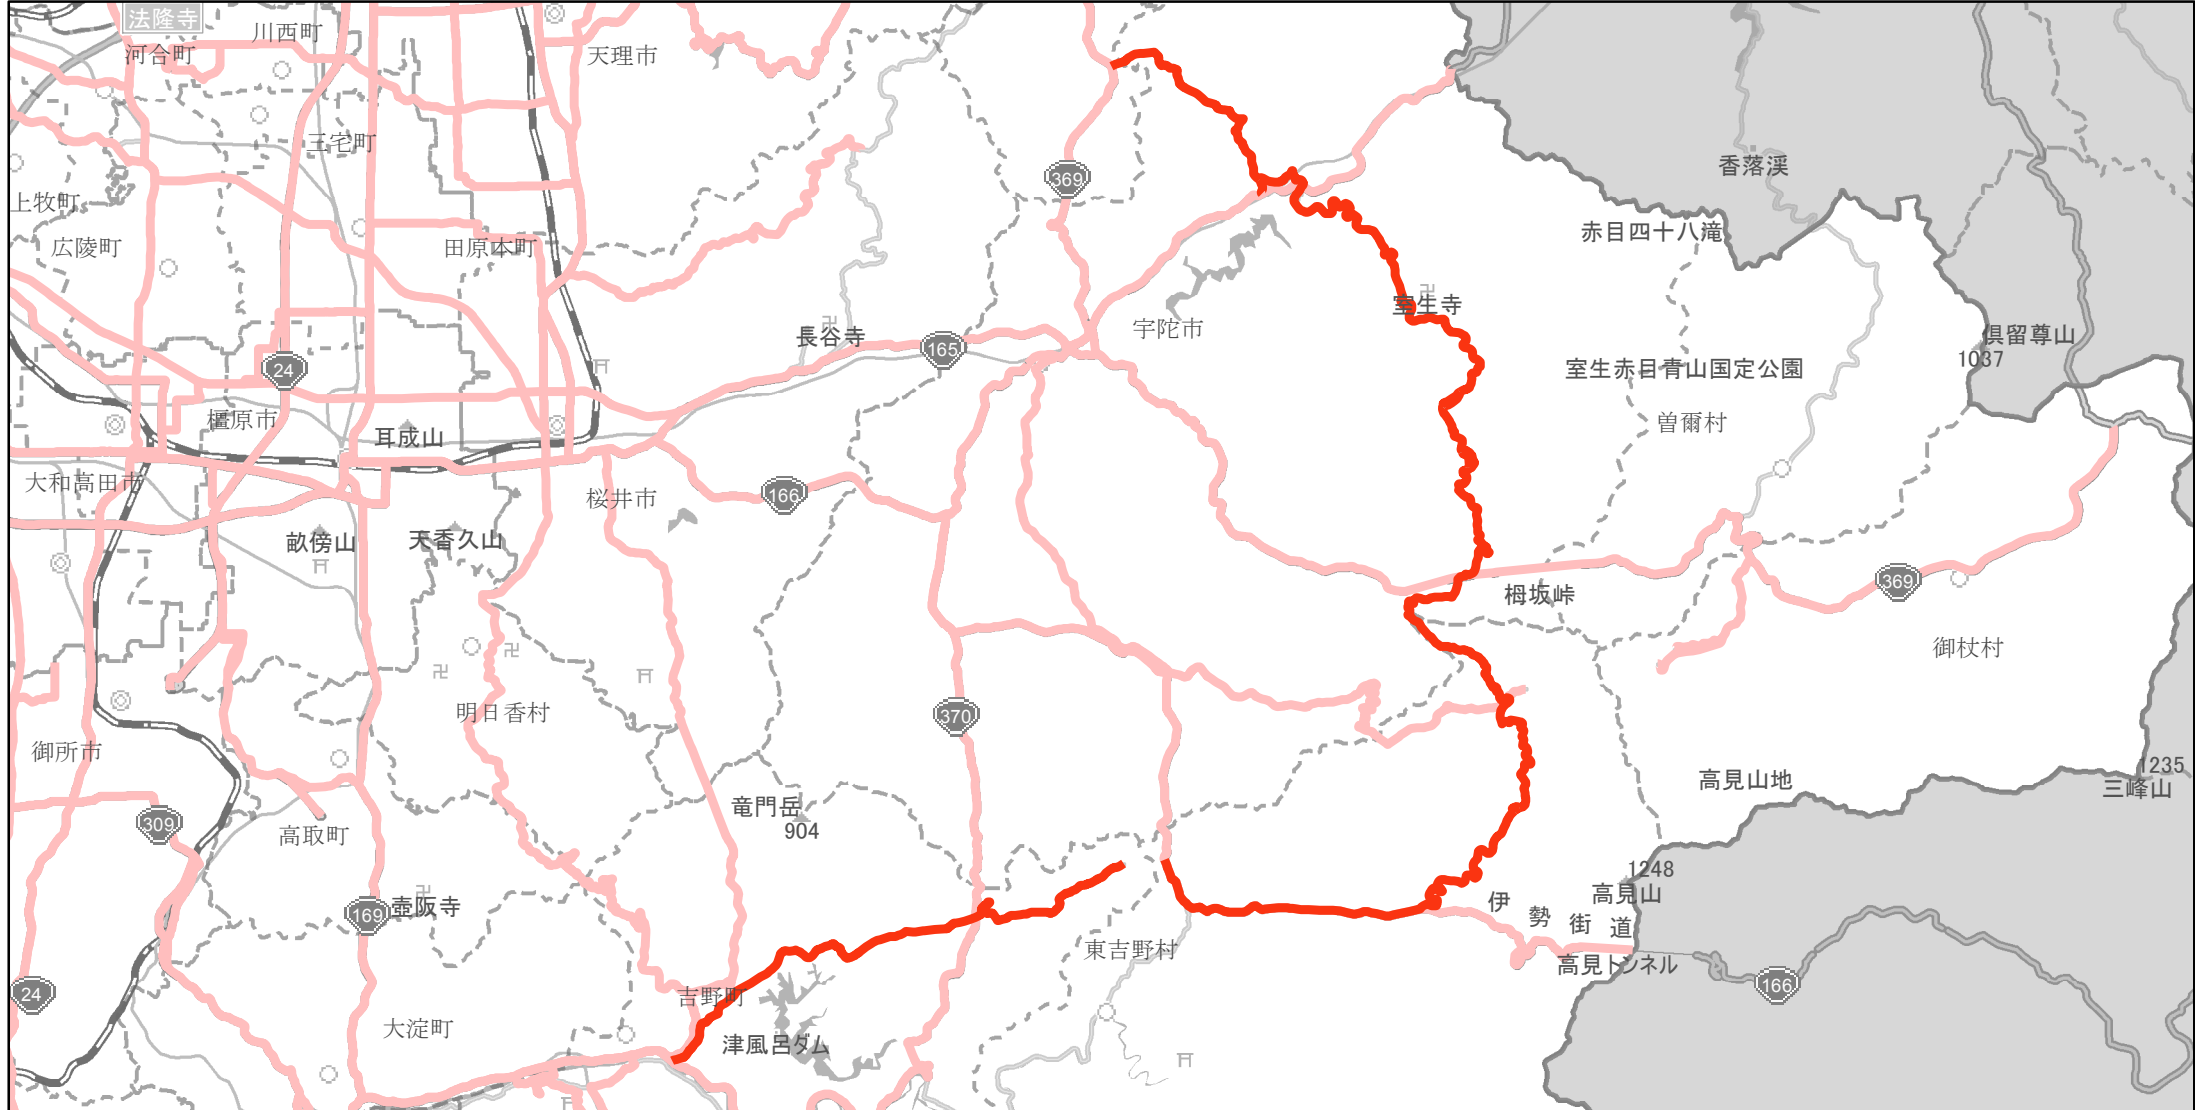 法隆寺
川西町
河合町
天理市
三宅町
香落渓
369
上牧町
広陵町
田原本町
赤目四十八滝
室生寺
長谷寺
165
宇陀市
倶留尊山
1037
24
室生赤目青山国定公園
橿原市
耳成山
曽爾村
大和高田市
桜井市
166
畝傍山
天香久山
栂坂峠
369
御杖村
明日香村
370
御所市
高見山地
1235
三峰山
竜門岳
904
309
高取町
1248
高見山
169
壺阪寺
伊勢街道
東吉野村
高見トンネル
166
24
吉野町
大淀町
津風呂ダム